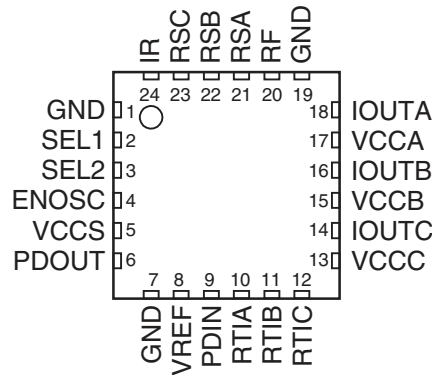 IR RSC RSB RSA RF GND
24 23 22 21 20 19
GND 1 18 IOUTA
SEL1 2 17 VCCA
SEL2 3 16 IOUTB
ENOSC 4 15 VCCB
VCCS 5 14 IOUTC
PDOUT 6 13 VCCC
7 8 9 10 11 12
GND VREF PDIN RTIA RTIB RTIC